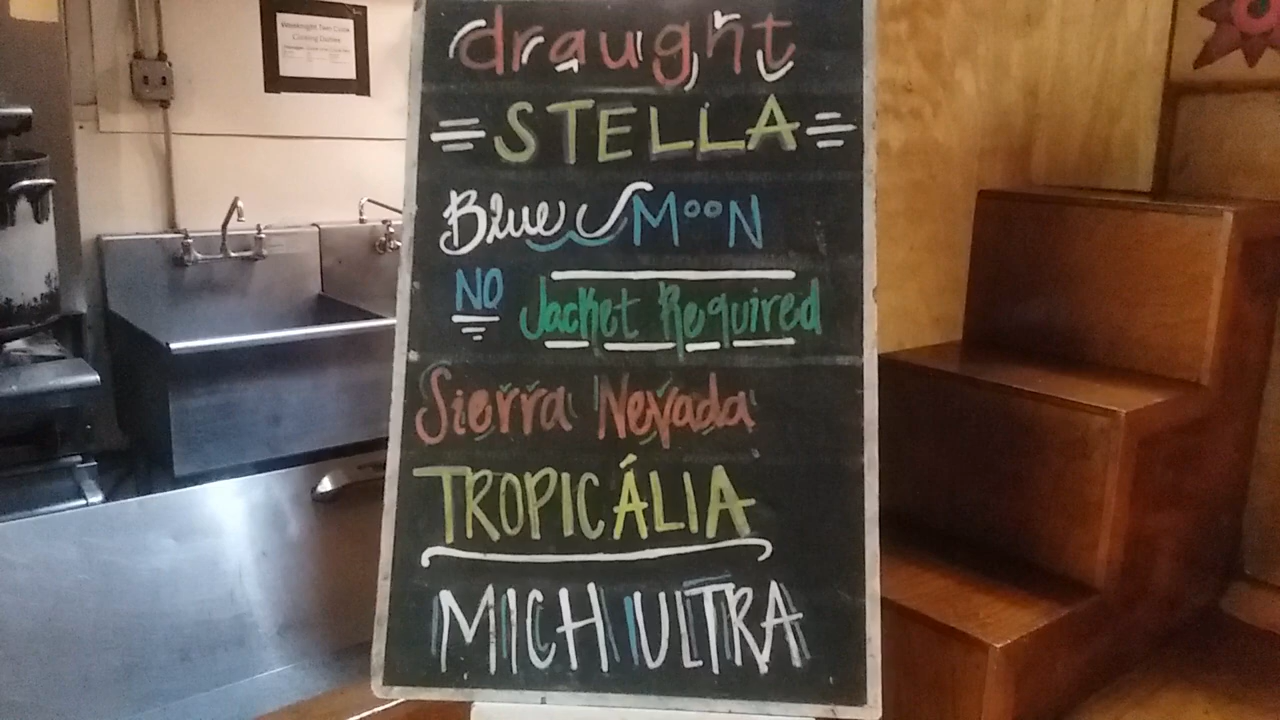 draught
STELLA
Blue MOON
NO Jacket Required
Sierra Nevada
TROPICÁLIA
MICH ULTRA